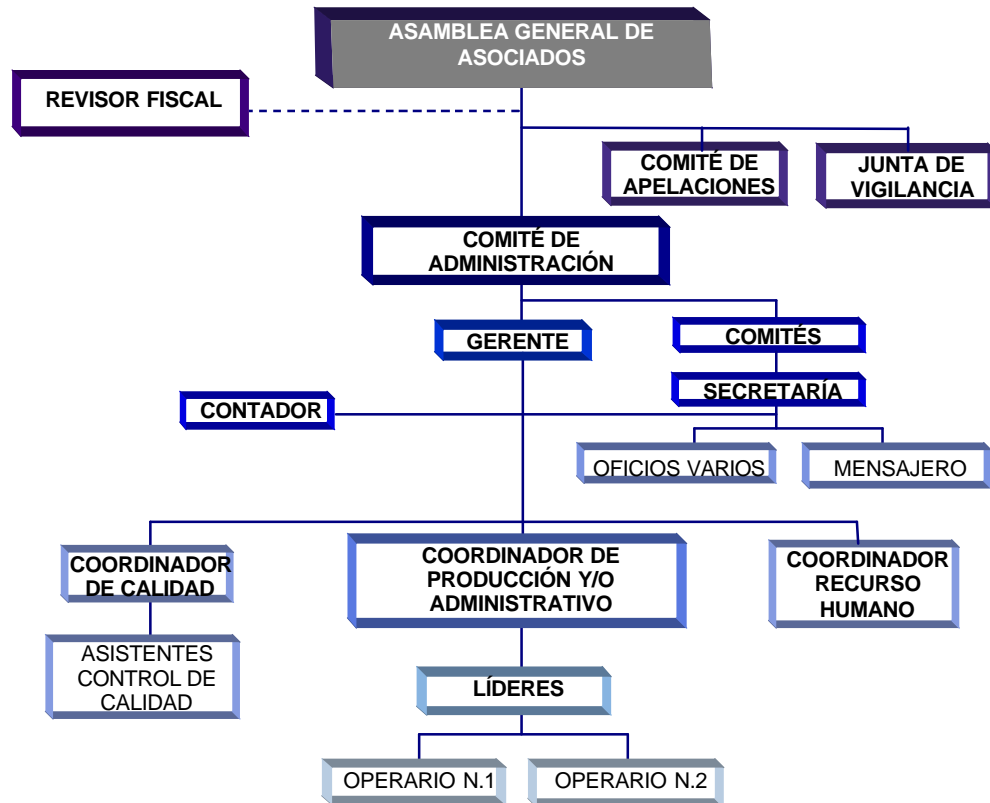 ASAMBLEA GENERAL DE
ASOCIADOS
REVISOR FISCAL
COMITÉ DE
APELACIONES
JUNTA DE
VIGILANCIA
COMITÉ DE
ADMINISTRACIÓN
GERENTE
COMITÉS
SECRETARÍA
CONTADOR
OFICIOS VARIOS
MENSAJERO
COORDINADOR
DE CALIDAD
COORDINADOR DE
PRODUCCIÓN Y/O
ADMINISTRATIVO
COORDINADOR
RECURSO
HUMANO
ASISTENTES
CONTROL DE
CALIDAD
LÍDERES
OPERARIO N.1
OPERARIO N.2